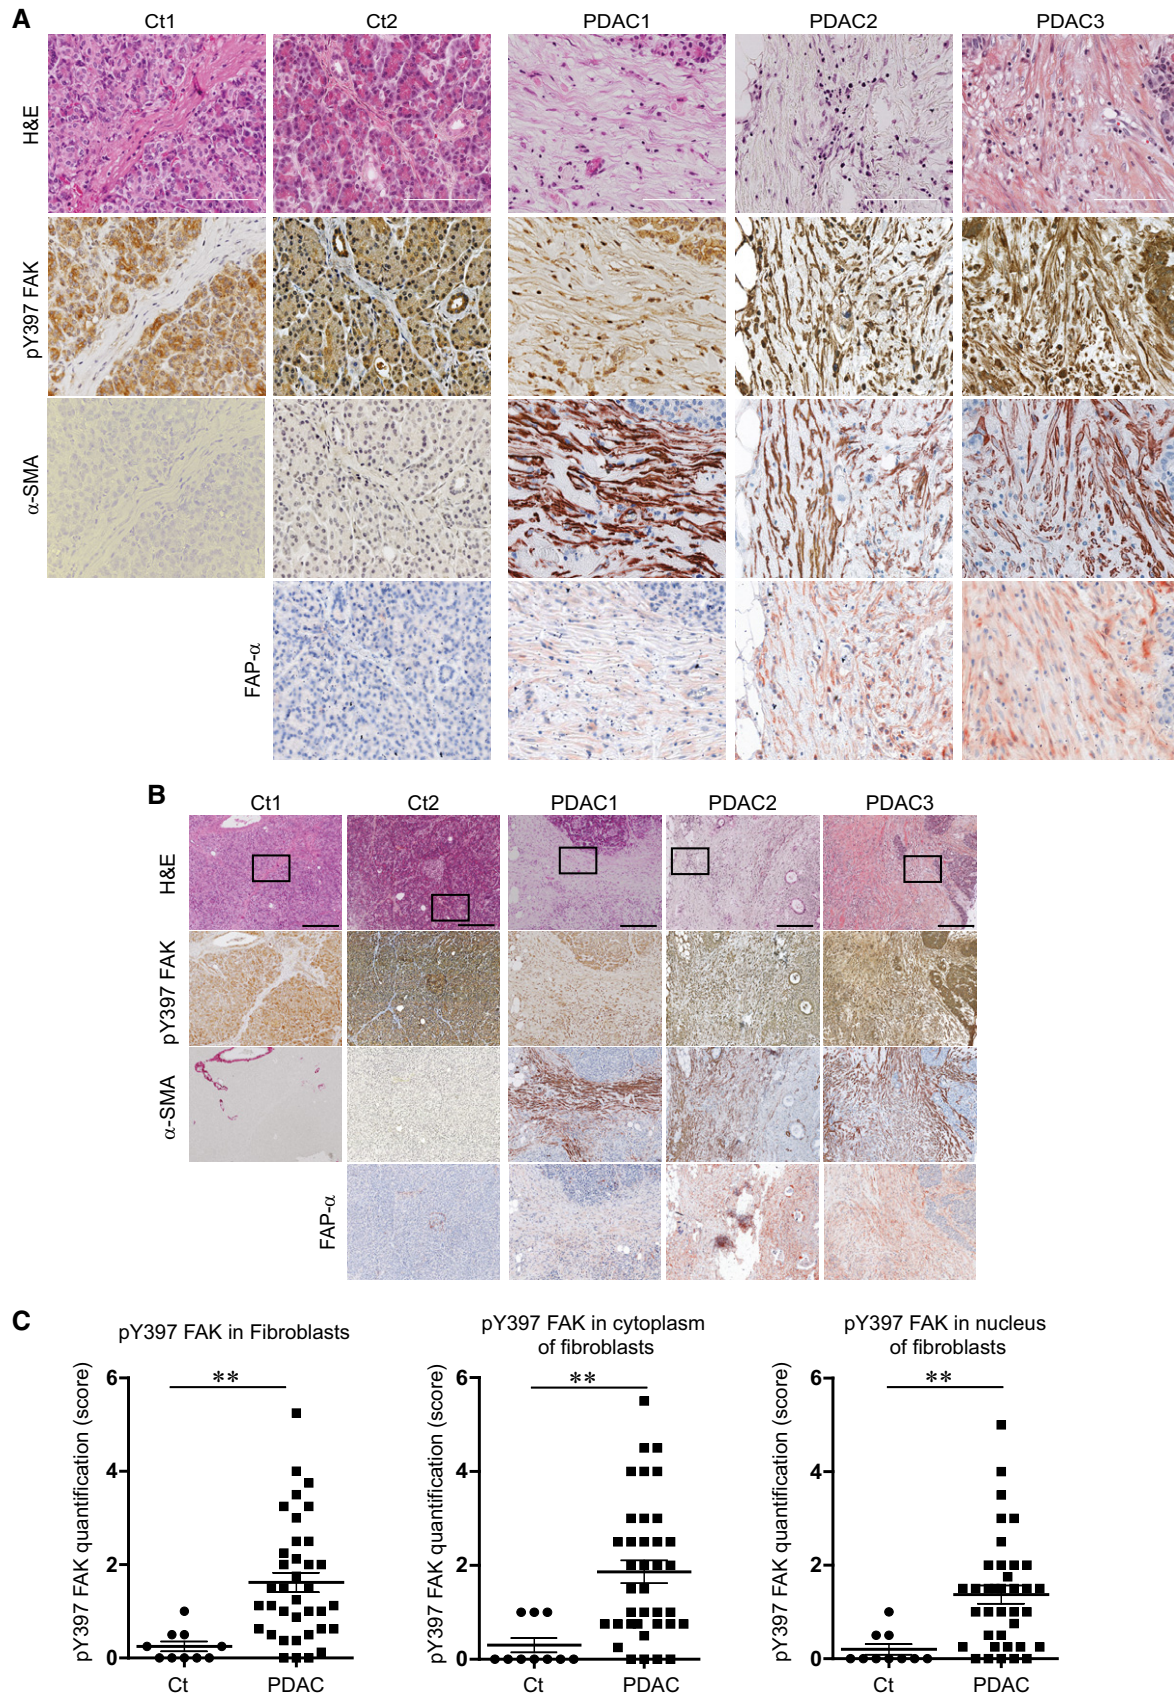 A
Ct1 Ct2 PDAC1 PDAC2 PDAC3
H&E
pY397 FAK
α-SMA
FAP-α
B
Ct1 Ct2 PDAC1 PDAC2 PDAC3
H&E
pY397 FAK
α-SMA
FAP-α
C
pY397 FAK in Fibroblasts
pY397 FAK quantification (score)
6
4
2
0
**
Ct PDAC
pY397 FAK in cytoplasm
of fibroblasts
pY397 FAK quantification (score)
6
4
2
0
**
Ct PDAC
pY397 FAK in nucleus
of fibroblasts
pY397 FAK quantification (score)
6
4
2
0
**
Ct PDAC